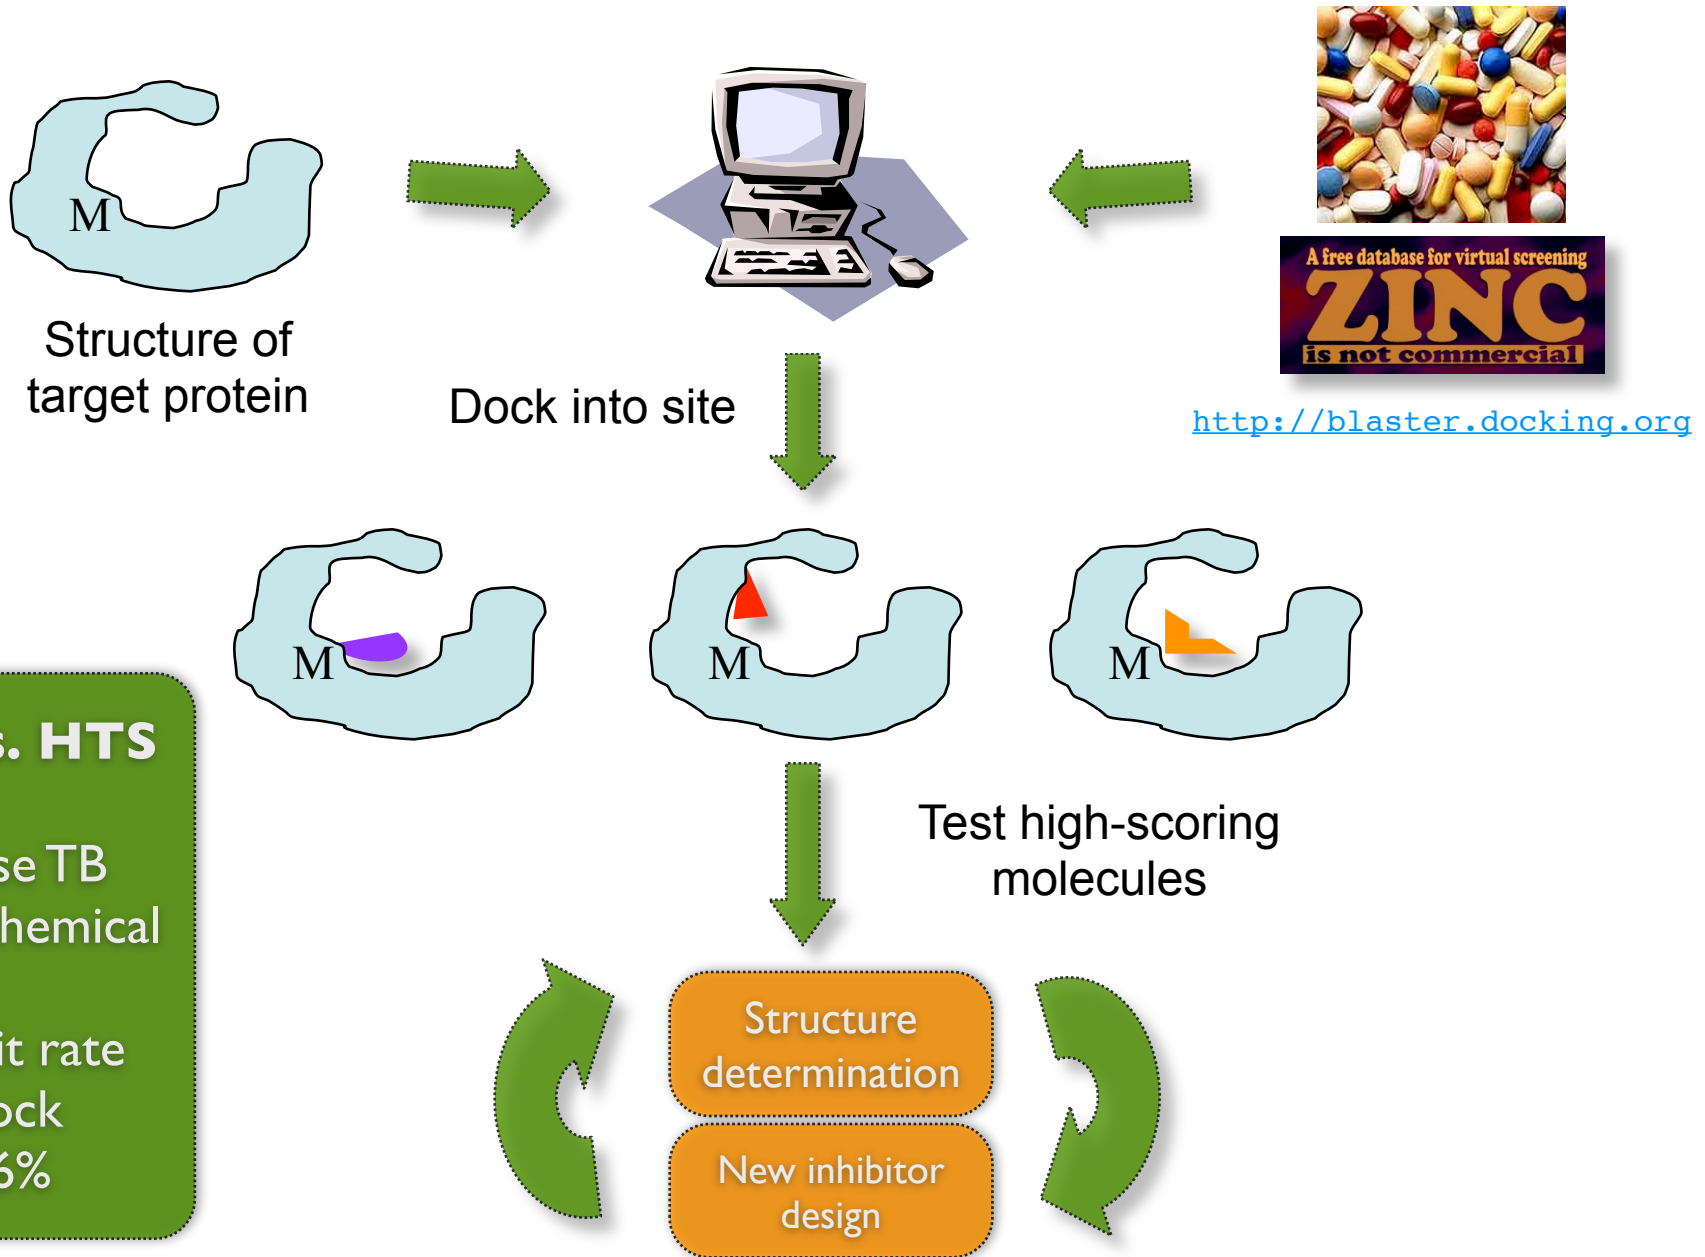 M
Structure of
target protein
Dock into site
A free database for virtual screening
ZINC
is not commercial
http://blaster.docking.org
M
M
M
s. HTS
se TB
hemical
it rate
ock
6%
Test high-scoring
molecules
Structure
determination
New inhibitor
design